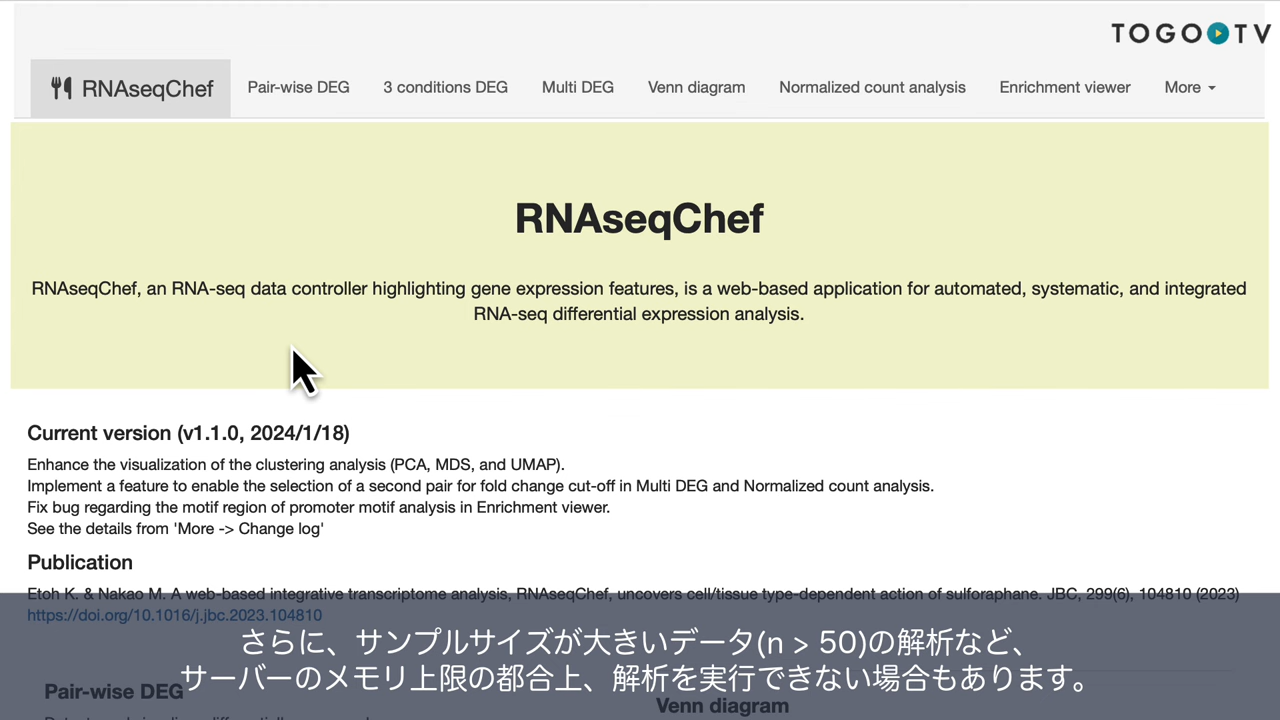 TOGO TV
RNAseqChef Pair-wise DEG 3 conditions DEG Multi DEG Venn diagram Normalized count analysis Enrichment viewer More
RNAseqChef
RNAseqChef, an RNA-seq data controller highlighting gene expression features, is a web-based application for automated, systematic, and integrated
RNA-seq differential expression analysis.
Current version (v1.1.0, 2024/1/18)
Enhance the visualization of the clustering analysis (PCA, MDS, and UMAP).
Implement a feature to enable the selection of a second pair for fold change cut-off in Multi DEG and Normalized count analysis.
Fix bug regarding the motif region of promoter motif analysis in Enrichment viewer.
See the details from 'More -> Change log'
Publication
Etoh K. & Nakao M. A web-based integrative transcriptome analysis, RNAseqChef, uncovers cell/tissue type-dependent action of sulforaphane. JBC, 299(6), 104810 (2023)
https://doi.org/10.1016/j.jbc.2023.104810
さらに、サンプルサイズが大きいデータ(n > 50)の解析など、
サーバーのメモリ上限の都合上、解析を実行できない場合もあります。
Pair-wise DEG
Venn diagram